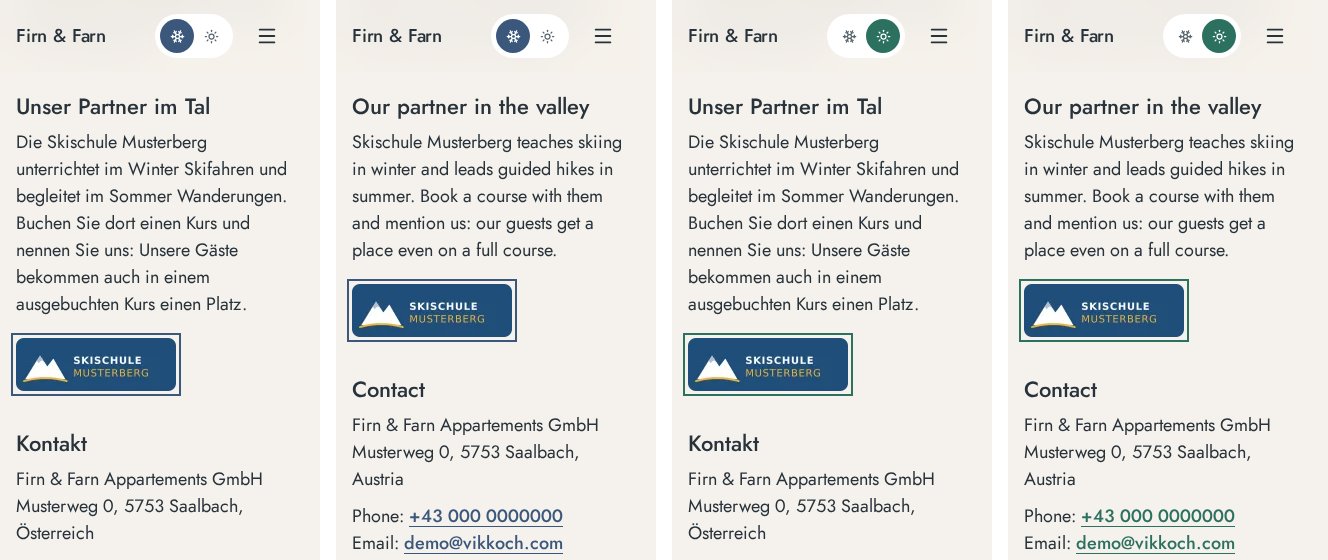 Firn & Farn
Unser Partner im Tal
Die Skischule Musterberg
unterrichtet im Winter Skifahren und
begleitet im Sommer Wanderungen.
Buchen Sie dort einen Kurs und
nennen Sie uns: Unsere Gäste
bekommen auch in einem
ausgebuchten Kurs einen Platz.
SKISCHULE
MUSTERBERG
Kontakt
Firn & Farn Appartements GmbH
Musterweg 0, 5753 Saalbach,
Österreich
Firn & Farn
Our partner in the valley
Skischule Musterberg teaches skiing
in winter and leads guided hikes in
summer. Book a course with them
and mention us: our guests get a
place even on a full course.
SKISCHULE
MUSTERBERG
Contact
Firn & Farn Appartements GmbH
Musterweg 0, 5753 Saalbach,
Austria
Phone: +43 000 0000000
Email: demo@vikkoch.com
Firn & Farn
Unser Partner im Tal
Die Skischule Musterberg
unterrichtet im Winter Skifahren und
begleitet im Sommer Wanderungen.
Buchen Sie dort einen Kurs und
nennen Sie uns: Unsere Gäste
bekommen auch in einem
ausgebuchten Kurs einen Platz.
SKISCHULE
MUSTERBERG
Kontakt
Firn & Farn Appartements GmbH
Musterweg 0, 5753 Saalbach,
Österreich
Firn & Farn
Our partner in the valley
Skischule Musterberg teaches skiing
in winter and leads guided hikes in
summer. Book a course with them
and mention us: our guests get a
place even on a full course.
SKISCHULE
MUSTERBERG
Contact
Firn & Farn Appartements GmbH
Musterweg 0, 5753 Saalbach,
Austria
Phone: +43 000 0000000
Email: demo@vikkoch.com